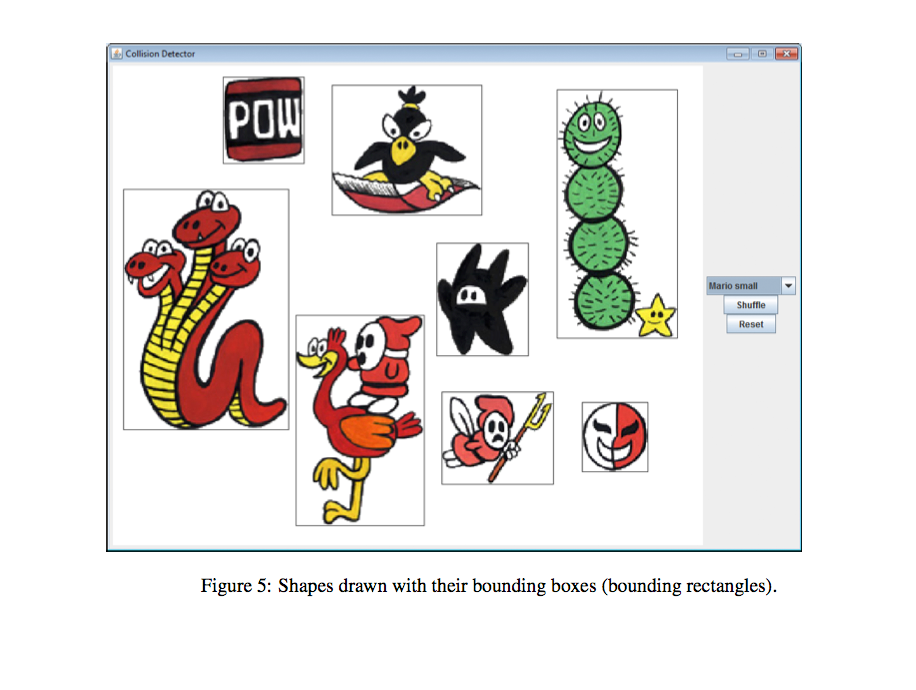 Collision Detector
POW
Mario small
Shuffle
Reset
Figure 5: Shapes drawn with their bounding boxes (bounding rectangles).